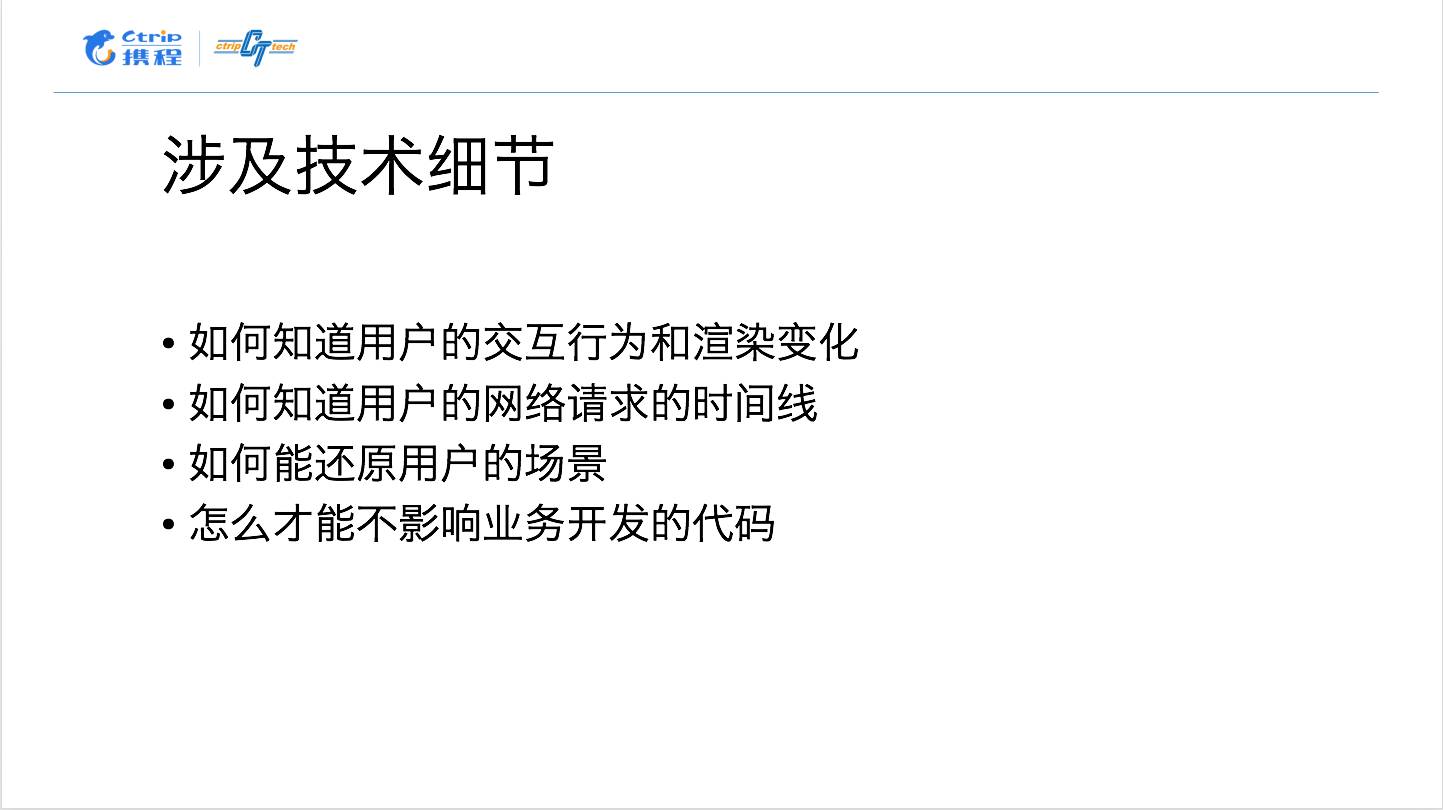 Ctrip
携程
ctrip CT tech
涉及技术细节
• 如何知道用户的交互行为和渲染变化
• 如何知道用户的网络请求的时间线
• 如何能还原用户的场景
• 怎么才能不影响业务开发的代码